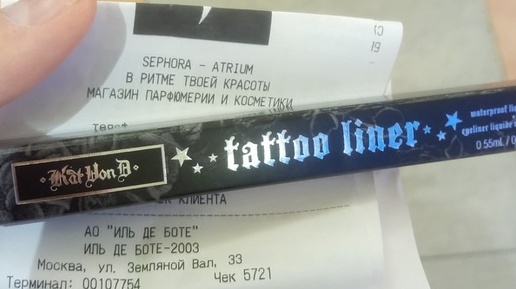 SEPHORA - ATRIUM
В РИТМЕ ТВОЕЙ КРАСОТЫ
МАГАЗИН ПАРФЮМЕРИИ И КОСМЕТИКИ
Kat Von D
tattoo liner
waterproof
eyeliner liquide
0.55mL
КЛИЕНТА
АО "ИЛЬ ДЕ БОТЕ"
ИЛЬ ДЕ БОТЕ-2003
Москва, ул. Земляной Вал, 33
Терминал: 00107754 Чек 5721